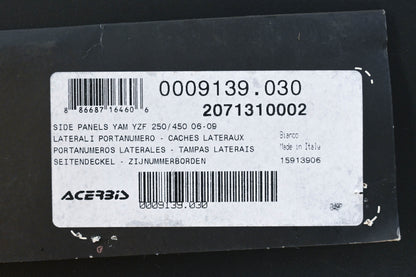 0009139.030
8 86687 16460 6
2071310002
SIDE PANELS YAM YZF 250/450 06-09
LATERALI PORTANUMERO - CACHES LATERAUX
PORTANUMEROS LATERALES - TAMPAS LATERAIS
SEITENDECKEL - ZIJNUMMERBORDEN
Bianco
Made in Italy
15913906
ACERBIS
0009139.030